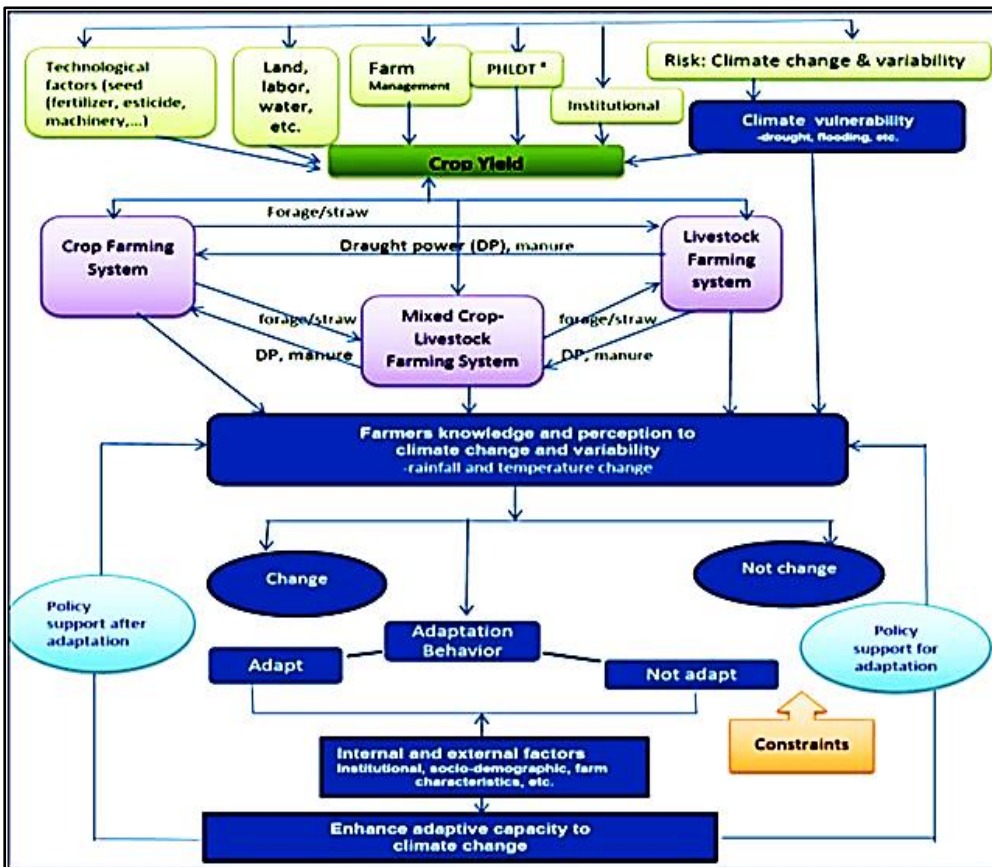 Technological
factors (seed
(fertilizer, esticide,
machinery,...)
Land,
labor,
water,
etc.
Farm
Management
PHLOT *
Institutional
Risk: Climate change & variability
Climate vulnerability
-drought, flooding, etc.
Crop Yield
Forage/straw
Crop Farming
System
Draught power (DP), manure
Livestock
Farming
system
forage/straw
Mixed Crop-
Livestock
Farming System
forage/straw
DP, manure
DP, manure
Farmers knowledge and perception to
climate change and variability
-rainfall and temperature change
Change
Not change
Policy
support after
adaptation
Adaptation
Behavior
Policy
support for
adaptation
Adapt
Not adapt
Constraints
Internal and external factors
Institutional, socio-demographic, farm
characteristics, etc.
Enhance adaptive capacity to
climate change